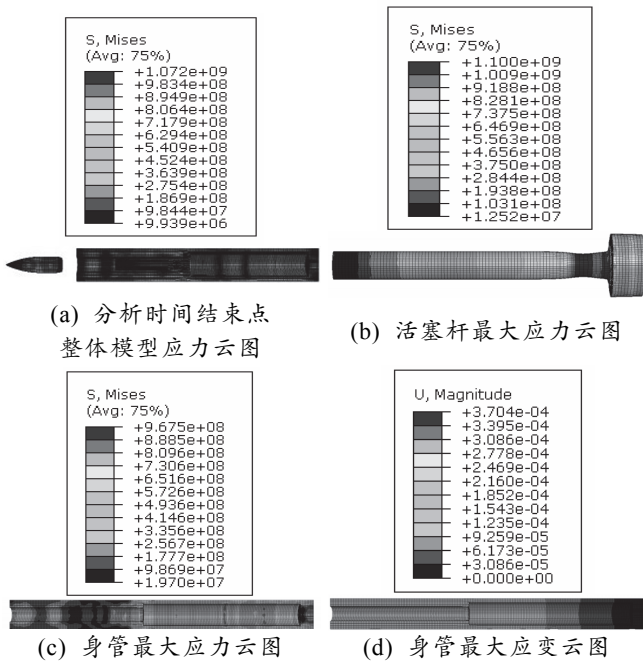 S, Mises
(Avg: 75%)
+1.072e+09
+9.834e+08
+8.949e+08
+8.064e+08
+7.179e+08
+6.294e+08
+5.409e+08
+4.524e+08
+3.639e+08
+2.754e+08
+1.869e+08
+9.844e+07
+9.939e+06
(a) 分析时间结束点
整体模型应力云图
S, Mises
(Avg: 75%)
+1.100e+09
+1.009e+09
+9.188e+08
+8.281e+08
+7.375e+08
+6.469e+08
+5.563e+08
+4.656e+08
+3.750e+08
+2.844e+08
+1.938e+08
+1.031e+08
+1.252e+07
(b) 活塞杆最大应力云图
S, Mises
(Avg: 75%)
+9.675e+08
+8.885e+08
+8.096e+08
+7.306e+08
+6.516e+08
+5.726e+08
+4.936e+08
+4.146e+08
+3.356e+08
+2.567e+08
+1.777e+08
+9.869e+07
+1.970e+07
(c) 身管最大应力云图
U, Magnitude
+3.704e-04
+3.395e-04
+3.086e-04
+2.778e-04
+2.469e-04
+2.160e-04
+1.852e-04
+1.543e-04
+1.235e-04
+9.259e-05
+6.173e-05
+3.086e-05
+0.000e+00
(d) 身管最大应变云图